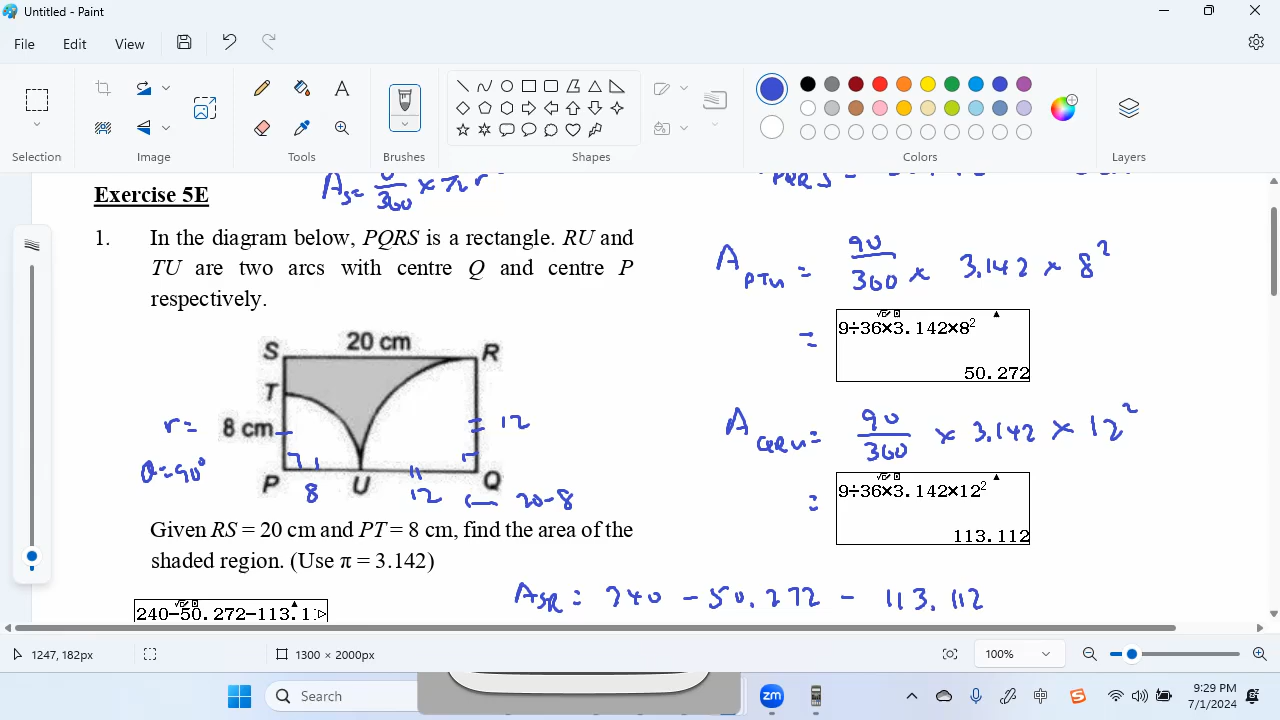 Untitled - Paint
File Edit View
Selection Image Tools Brushes Shapes Colors Layers
Exercise 5E
1. In the diagram below, PQRS is a rectangle. RU and
TU are two arcs with centre Q and centre P
respectively.
S 20 cm R
T
r = 8 cm 12
θ = 90°
P 8 U 12 Q ← 20-8
Given RS = 20 cm and PT = 8 cm, find the area of the
shaded region. (Use π = 3.142)
240−50.272−113.1
A PTU = 90/360 × 3.142 × 8²
=
9÷36×3.142×8²
50.272
A QRU = 90/360 × 3.142 × 12²
=
9÷36×3.142×12²
113.112
A SR = 240 − 50.272 − 113.112
1247, 182px 1300 × 2000px 100%
Search
zm
中
9:29 PM
7/1/2024